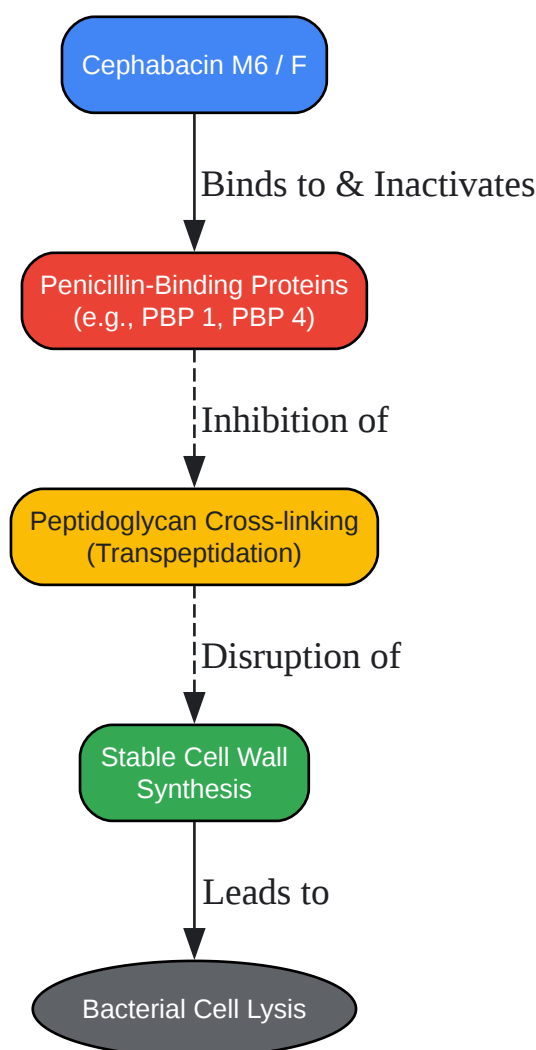 Cephabacin M6 / F
Binds to & Inactivates
Penicillin-Binding Proteins
(e.g., PBP 1, PBP 4)
Inhibition of
Peptidoglycan Cross-linking
(Transpeptidation)
Disruption of
Stable Cell Wall
Synthesis
Leads to
Bacterial Cell Lysis